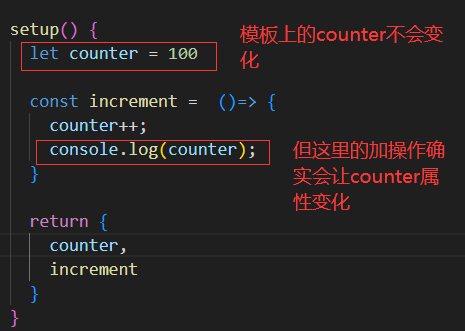 setup() {
let counter = 100
模板上的counter不会变
化
const increment =  ()=> {
counter++;
console.log(counter);
但这里的加操作确
实会让counter属
性变化
}
return {
counter,
increment
}
}